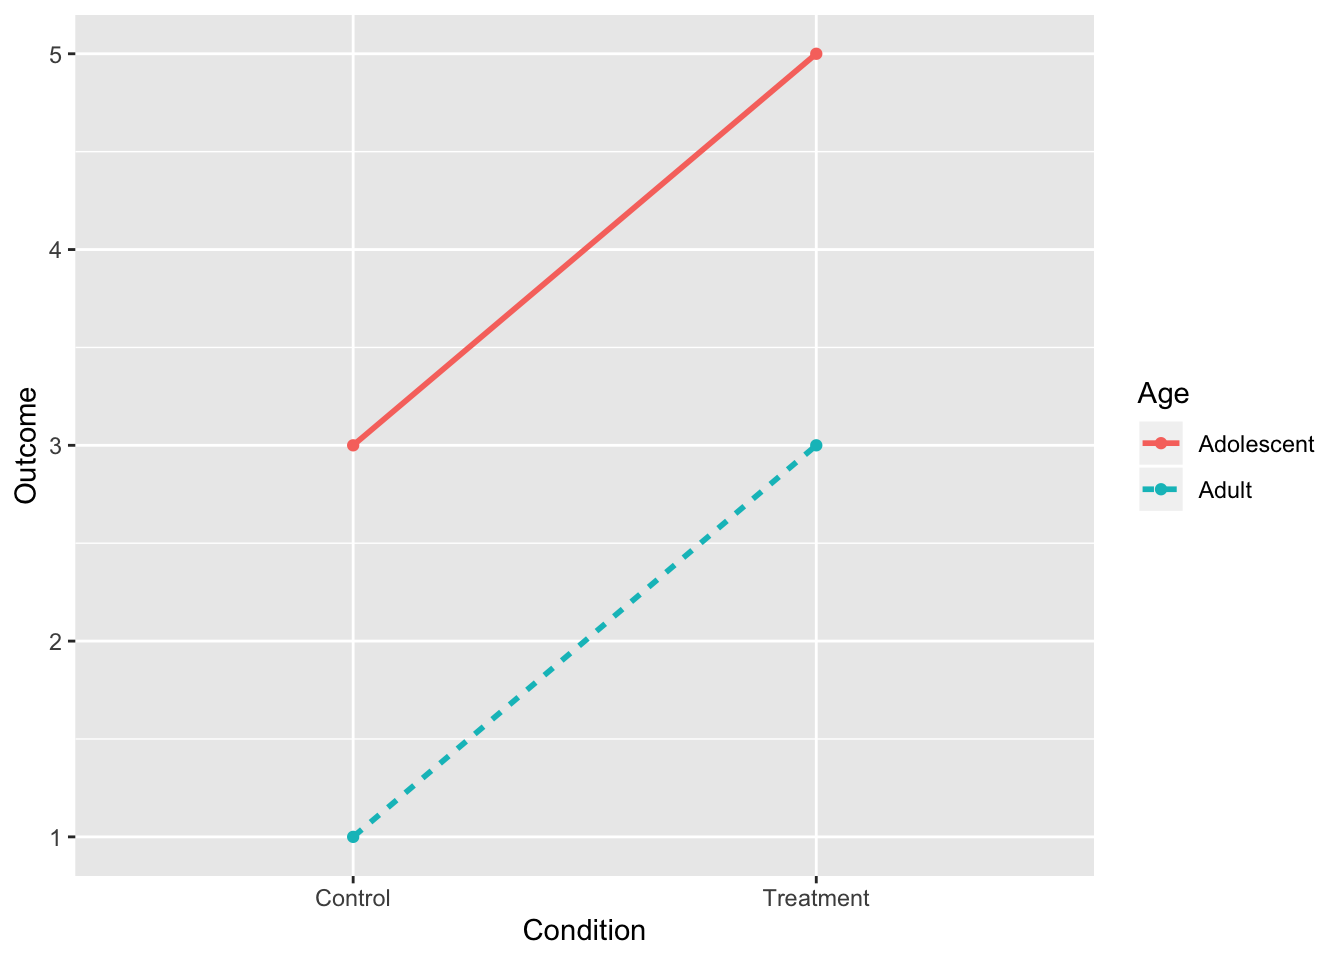 5
4
3
2
1
Outcome
Control
Treatment
Condition
Age
Adolescent
Adult